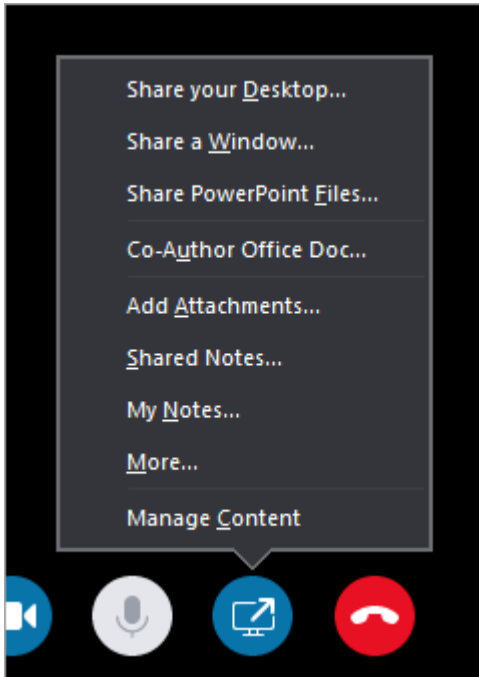 Share your Desktop...
Share a Window...
Share PowerPoint Files...
Co-Author Office Doc...
Add Attachments...
Shared Notes...
My Notes...
More...
Manage Content